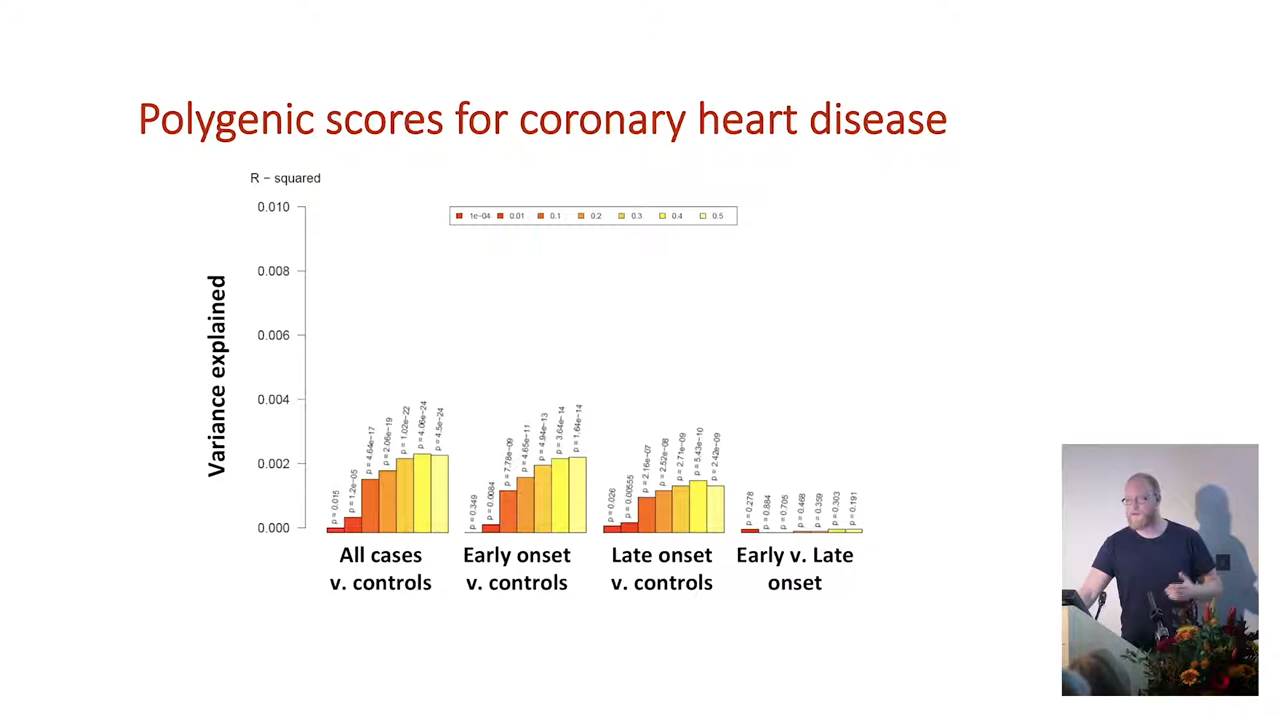 Polygenic scores for coronary heart disease
R − squared
Variance explained
0.010
0.008
0.006
0.004
0.002
0.000
1e−04 0.01 0.1 0.2 0.3 0.4 0.5
p = 0.015
p = 1.2e−05
p = 4.64e−17
p = 2.06e−19
p = 1.02e−22
p = 4.06e−24
p = 4.5e−24
p = 0.349
p = 0.0084
p = 7.78e−09
p = 4.65e−11
p = 4.94e−13
p = 3.64e−14
p = 1.64e−14
p = 0.026
p = 0.00555
p = 2.16e−07
p = 2.52e−08
p = 2.71e−09
p = 5.43e−10
p = 2.42e−09
p = 0.278
p = 0.884
p = 0.705
p = 0.468
p = 0.359
p = 0.303
p = 0.191
All cases
v. controls
Early onset
v. controls
Late onset
v. controls
Early v. Late
onset